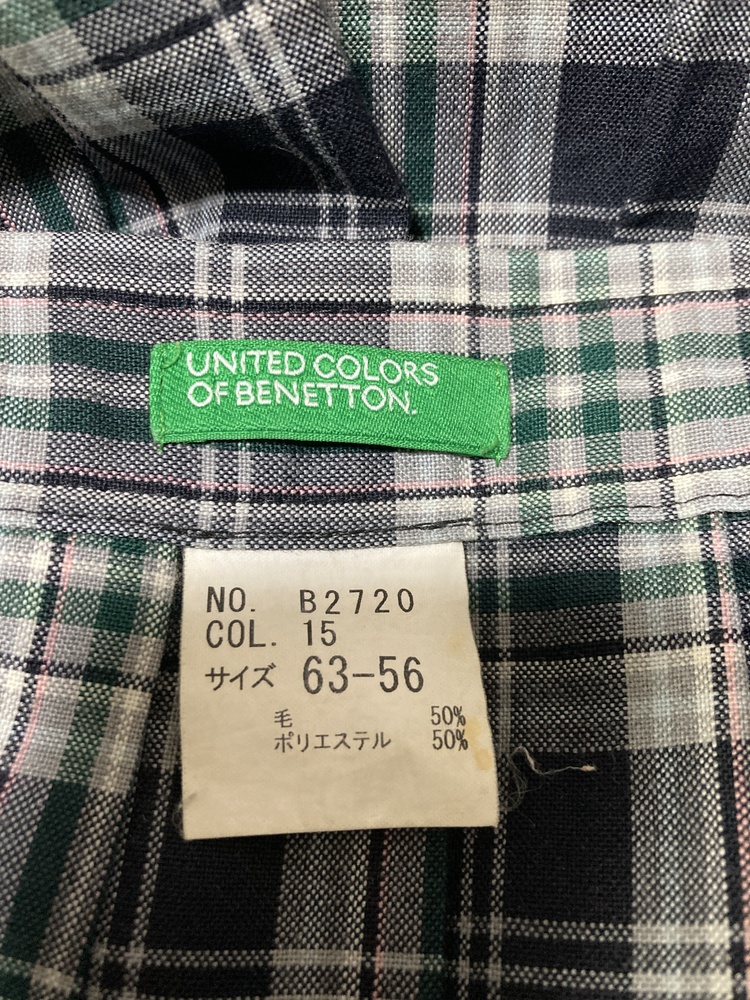 UNITED COLORS
OF BENETTON.
NO. B2720
COL. 15
サイズ 63-56
毛 50%
ポリエステル 50%